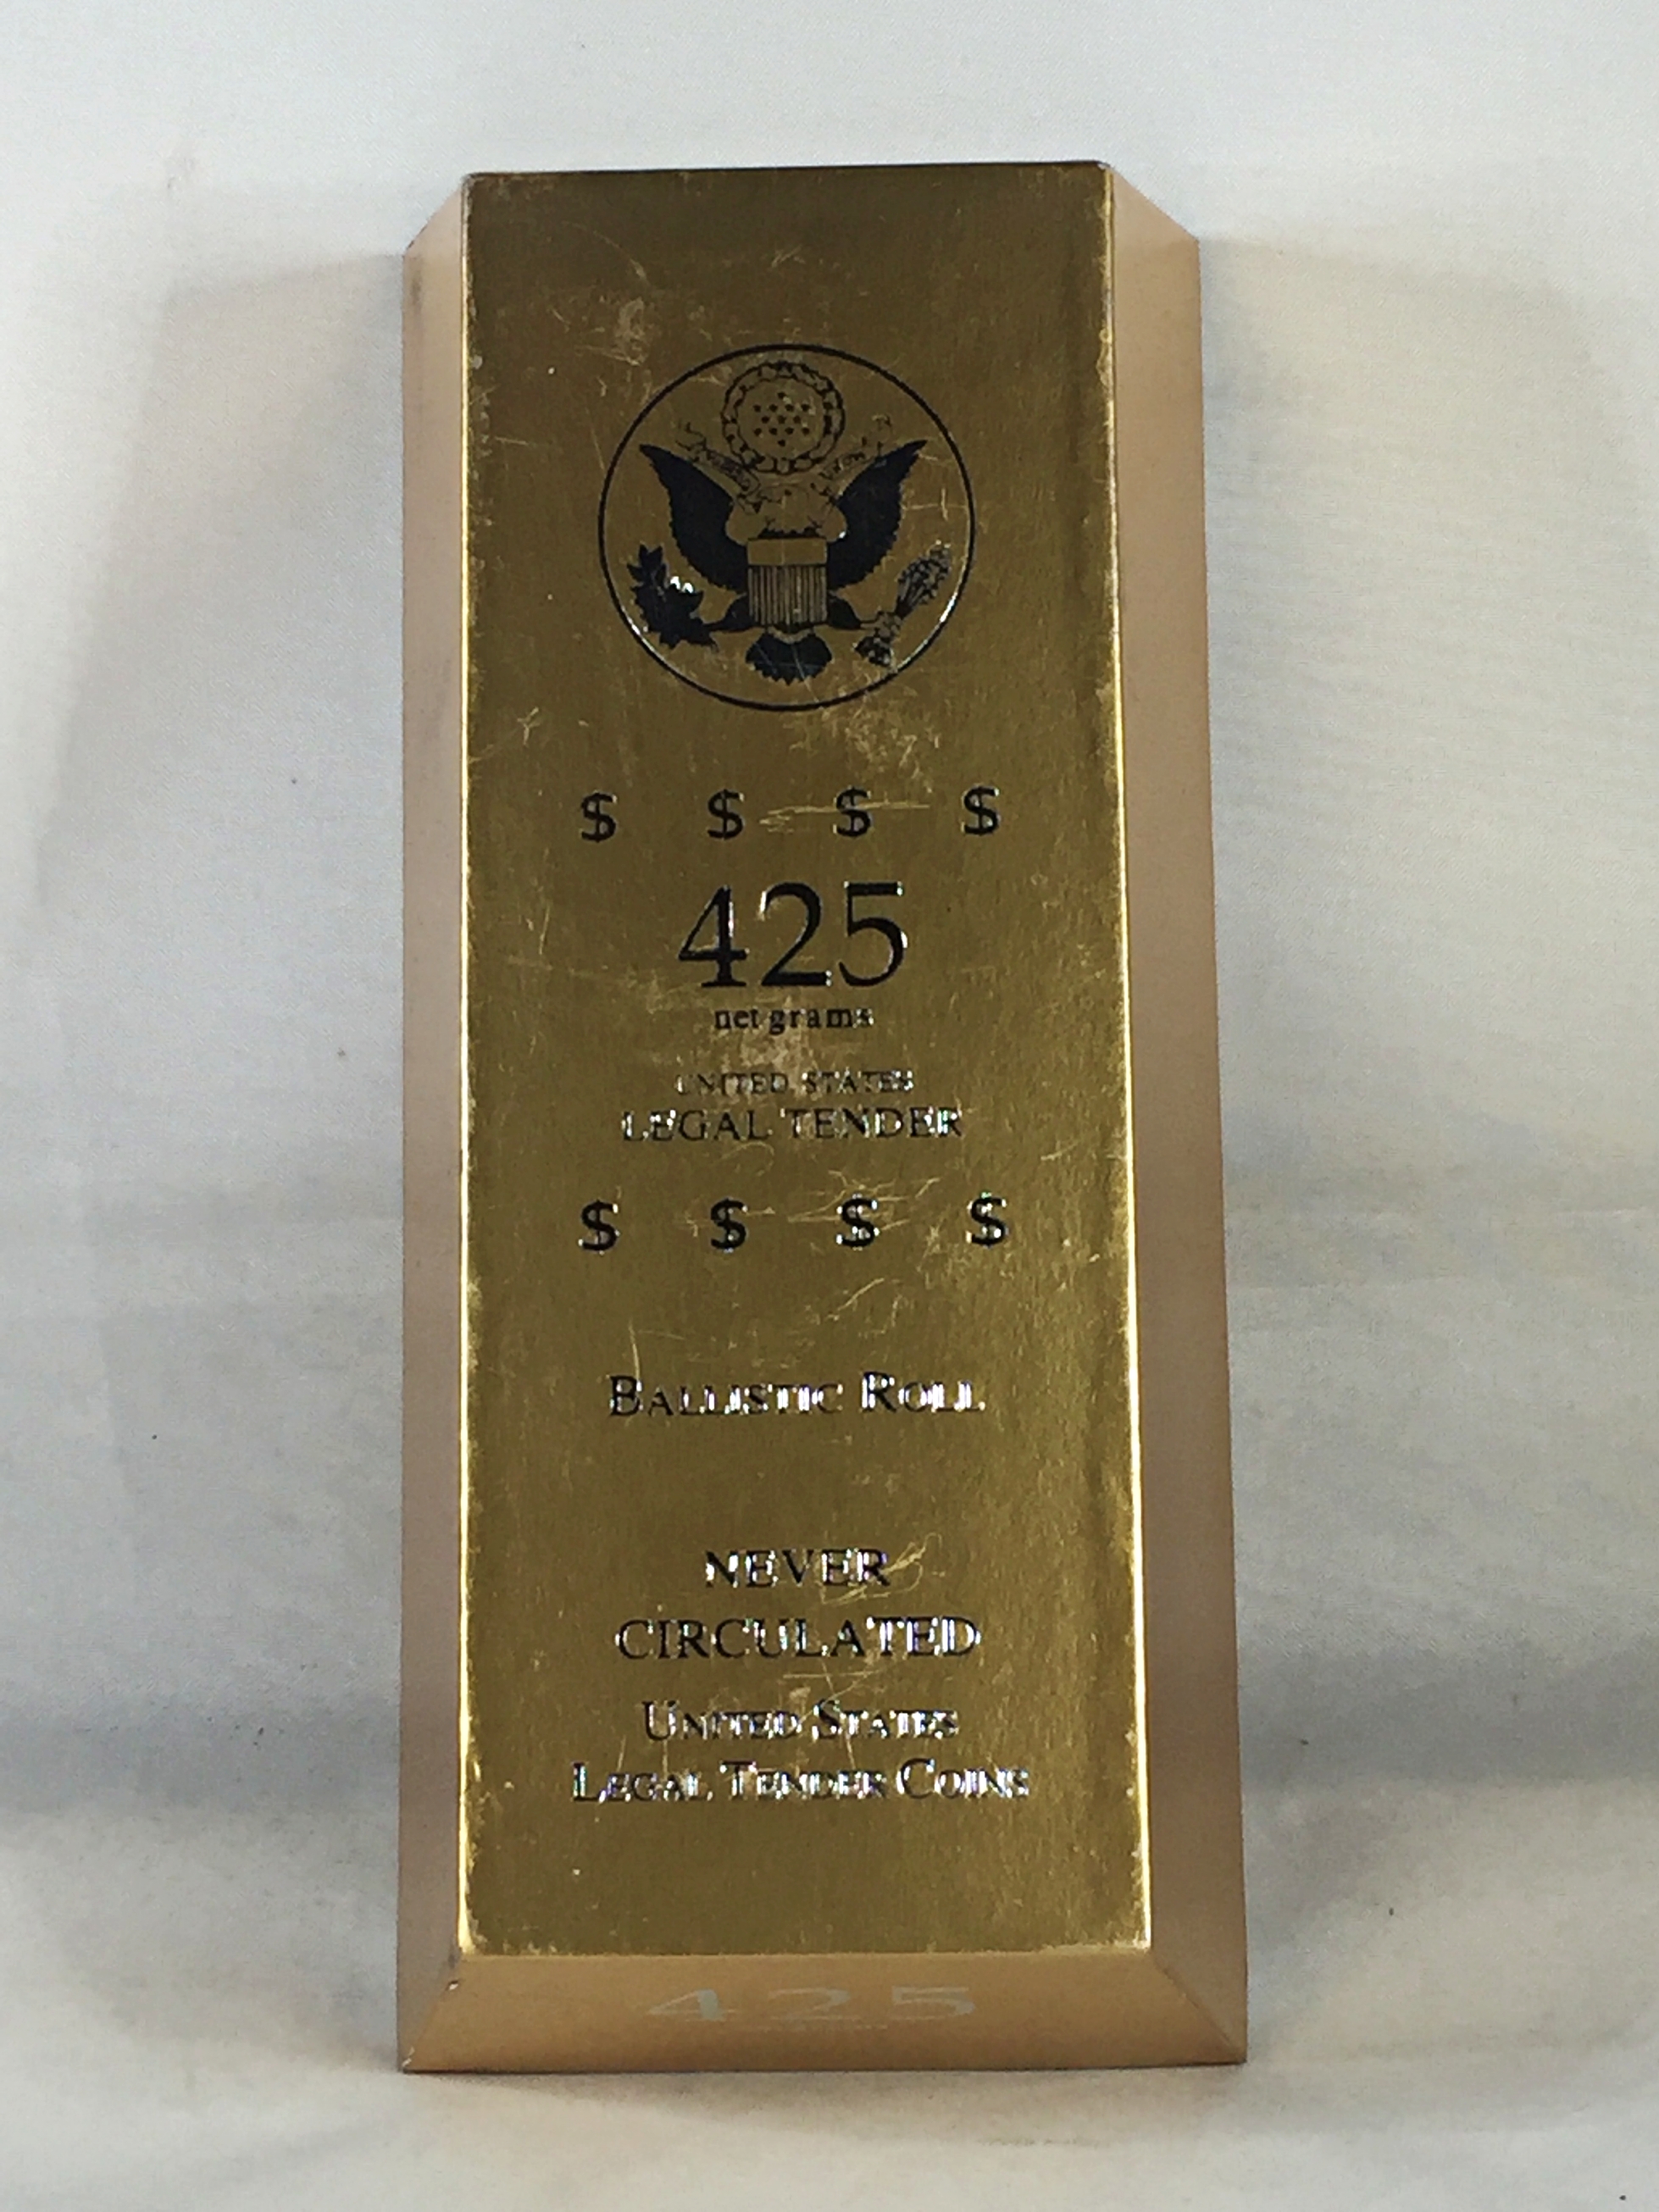 $ $ $ $
425
net grams
UNITED STATES
LEGAL TENDER
$ $ $ $
BALLISTIC ROLL
NEVER
CIRCULATED
UNITED STATES
LEGAL TENDER COINS
425